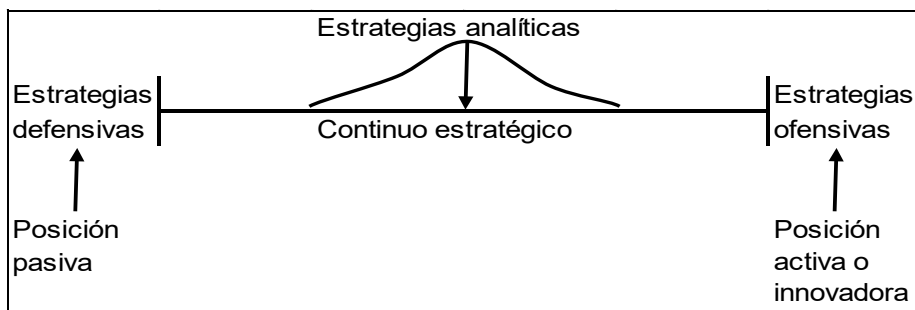 Estrategias analíticas
Estrategias
defensivas
Continuo estratégico
Estrategias
ofensivas
Posición
pasiva
Posición
activa o
innovadora